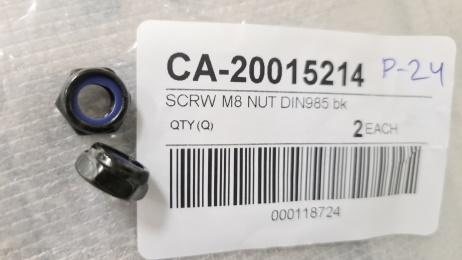 CA-20015214 P-24
SCRW M8 NUT DIN985 bk
QTY(Q) 2 EACH
000118724